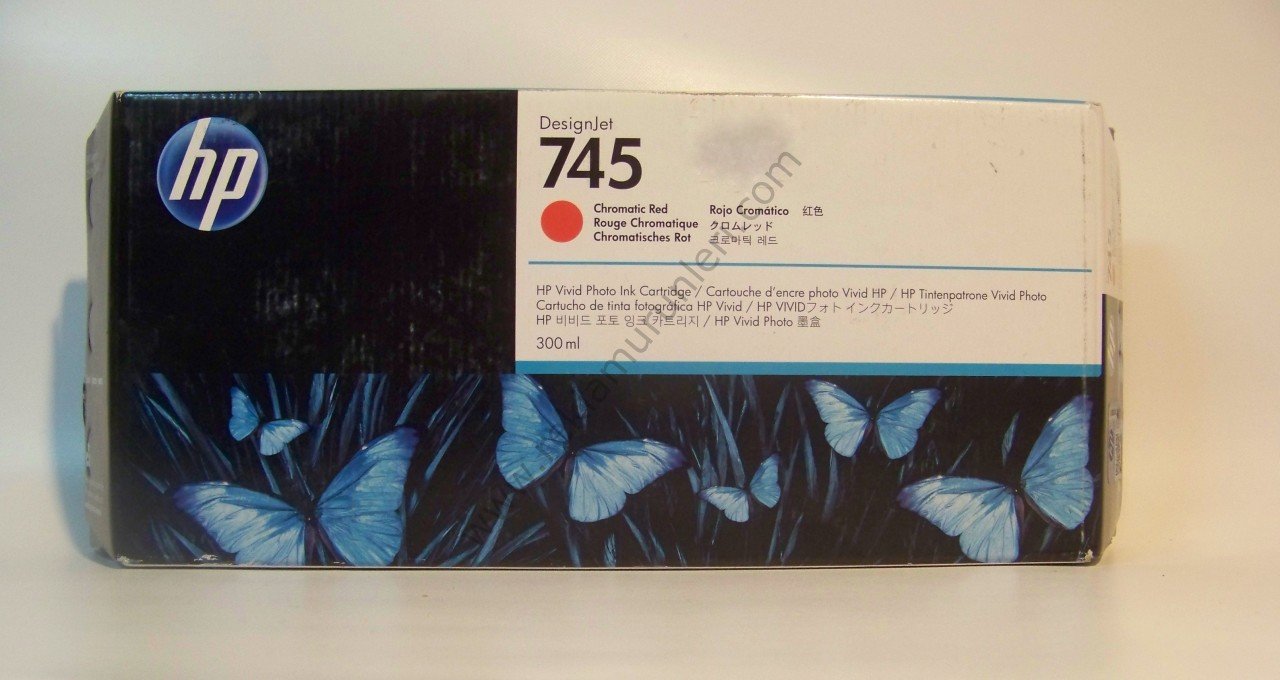 hp
DesignJet
745
Chromatic Red
Rouge Chromatique
Chromatisches Rot
Rojo Cromático 红色
クロムレッド
크로마틱 레드
HP Vivid Photo Ink Cartridge / Cartouche d'encre photo Vivid HP / HP Tintenpatrone Vivid Photo
Cartucho de tinta fotográfica HP Vivid / HP VIVIDフォト インクカートリッジ
HP 비비드 포토 잉크 카트리지 / HP Vivid Photo 墨盒
300 ml